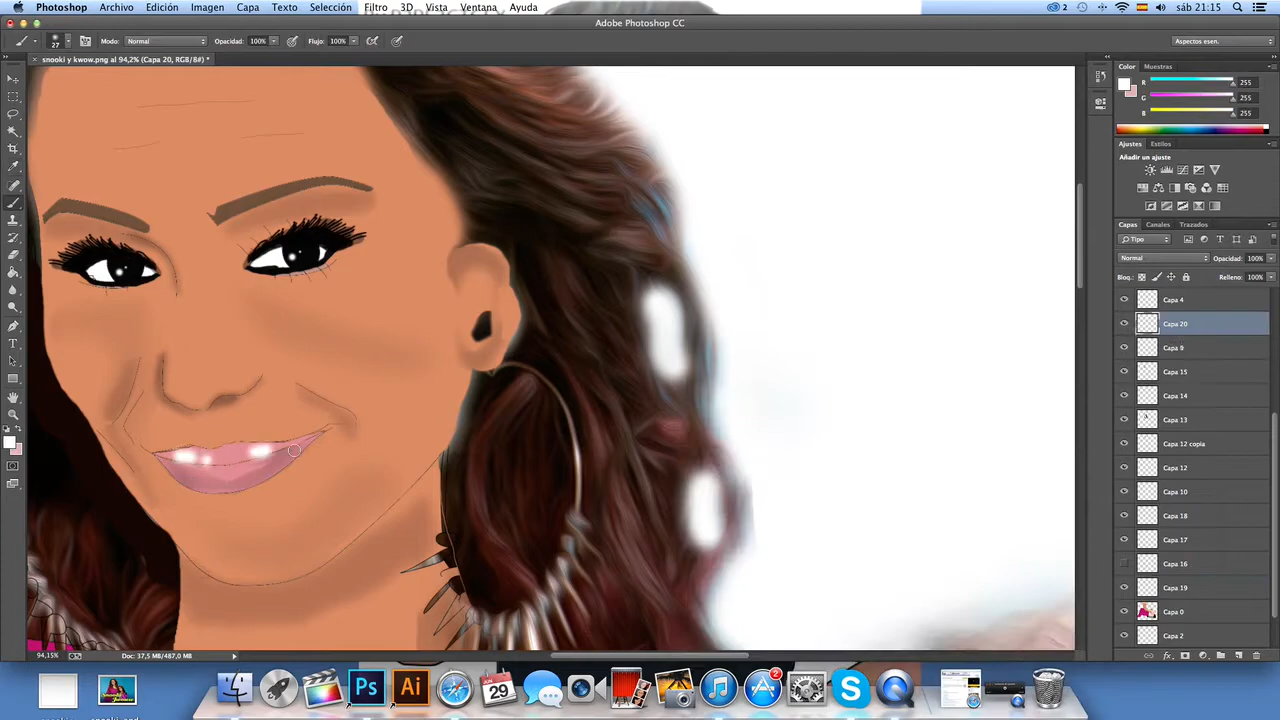 Photoshop Archivo Edición Imagen Capa Texto Selección Filtro 3D Vista Ventana Ayuda 2 sáb 21:15
Adobe Photoshop CC
27 Modo: Normal Opacidad: 100% Flujo: 100% Aspectos esen.
snooki y kwow.png al 94,2% (Capa 20, RGB/8#) *
Color Muestras
R 255
G 255
B 255
Ajustes Estilos
Añadir un ajuste
Capas Canales Trazados
Tipo
Normal Opacidad: 100%
Bloq.: Relleno: 100%
Capa 4
Capa 20
Capa 9
Capa 15
Capa 14
Capa 13
Capa 12 copia
Capa 12
Capa 10
Capa 18
Capa 17
Capa 16
Capa 19
Capa 0
Capa 2
94,15% Doc: 37,5 MB/487,0 MB
Ps Ai JUN 29 2